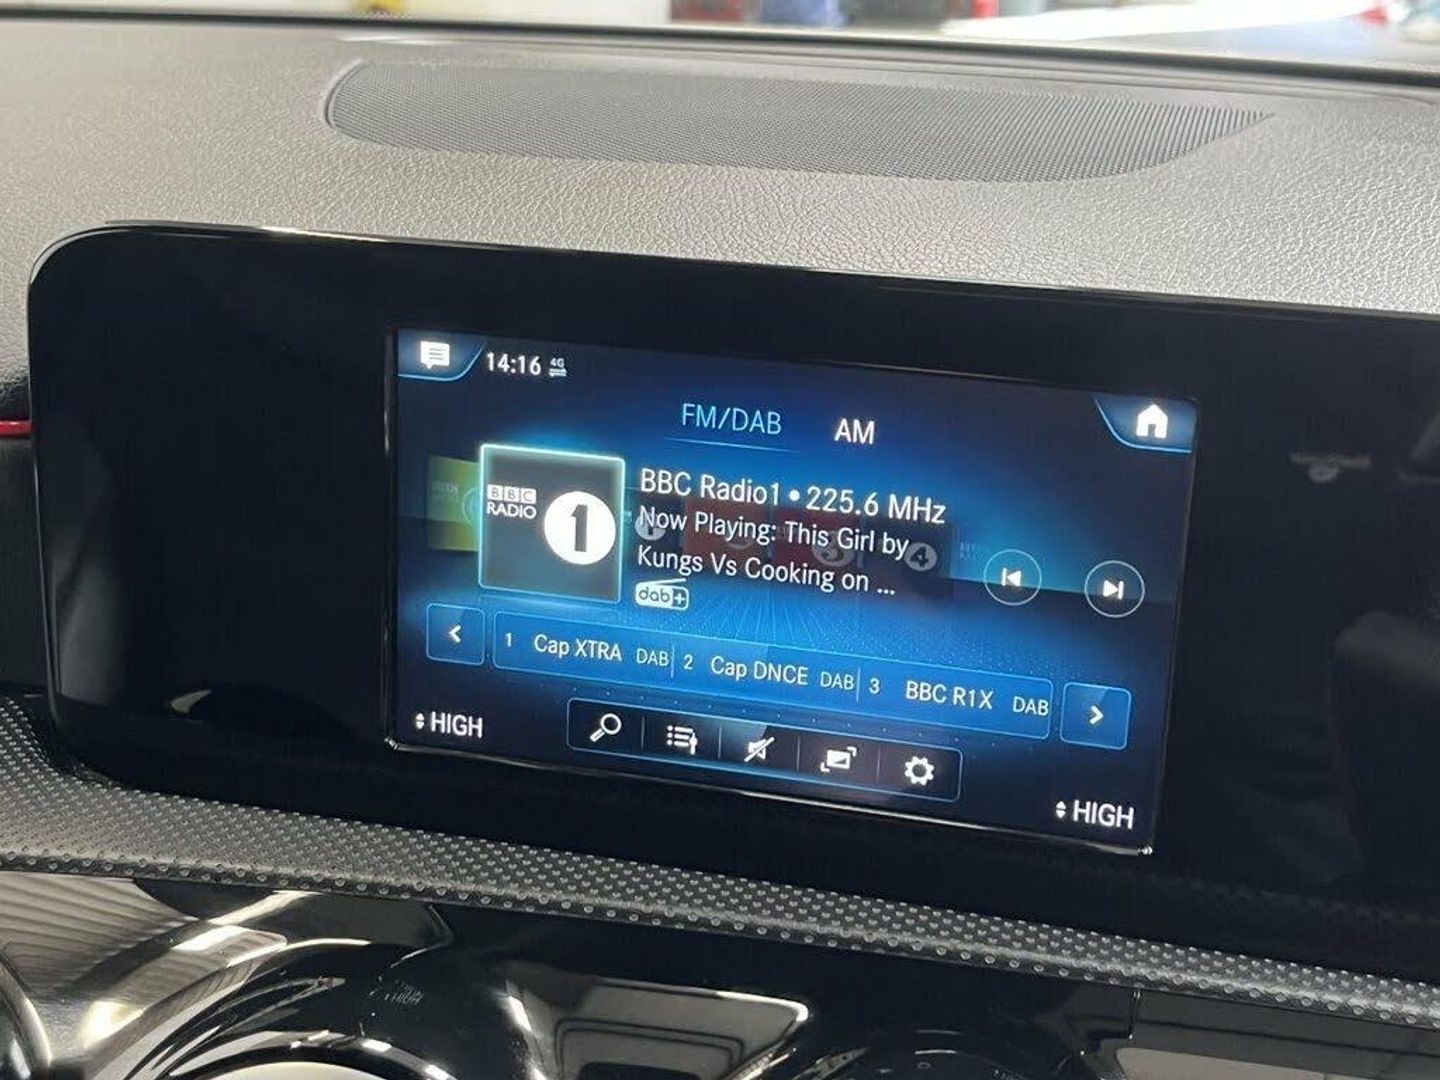 14:16 4G
FM/DAB AM
BBC
RADIO 1
BBC Radio1 • 225.6 MHz
Now Playing: This Girl by
Kungs Vs Cooking on ...
dab+
1 Cap XTRA DAB 2 Cap DNCE DAB 3 BBC R1X DAB
HIGH
HIGH